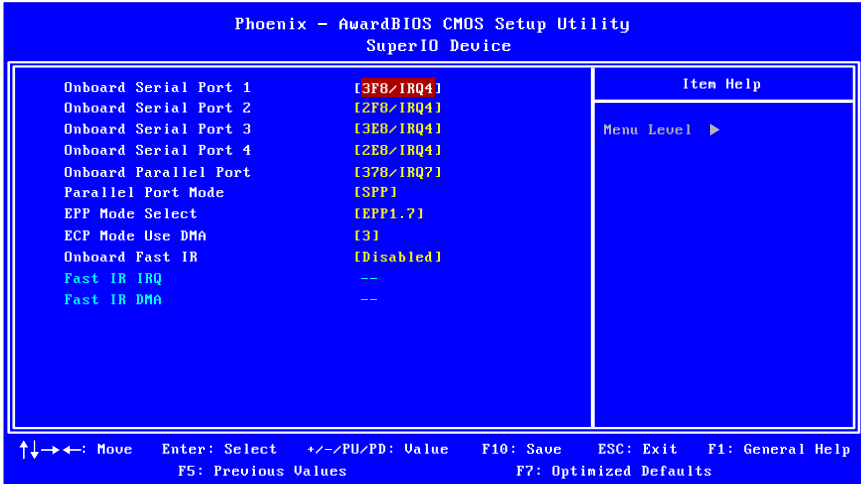 Phoenix - AwardBIOS CMOS Setup Utility
SuperIO Device
Onboard Serial Port 1 [3F8/IRQ4]
Onboard Serial Port 2 [2F8/IRQ4]
Onboard Serial Port 3 [3E8/IRQ4]
Onboard Serial Port 4 [2E8/IRQ4]
Onboard Parallel Port [378/IRQ7]
Parallel Port Mode [SPP]
EPP Mode Select [EPP1.7]
ECP Mode Use DMA [3]
Onboard Fast IR [Disabled]
Fast IR IRQ --
Fast IR DMA --
Item Help
Menu Level ▶
↑↓→←: Move Enter: Select +/-/PU/PD: Value F10: Save ESC: Exit F1: General Help
F5: Previous Values F7: Optimized Defaults